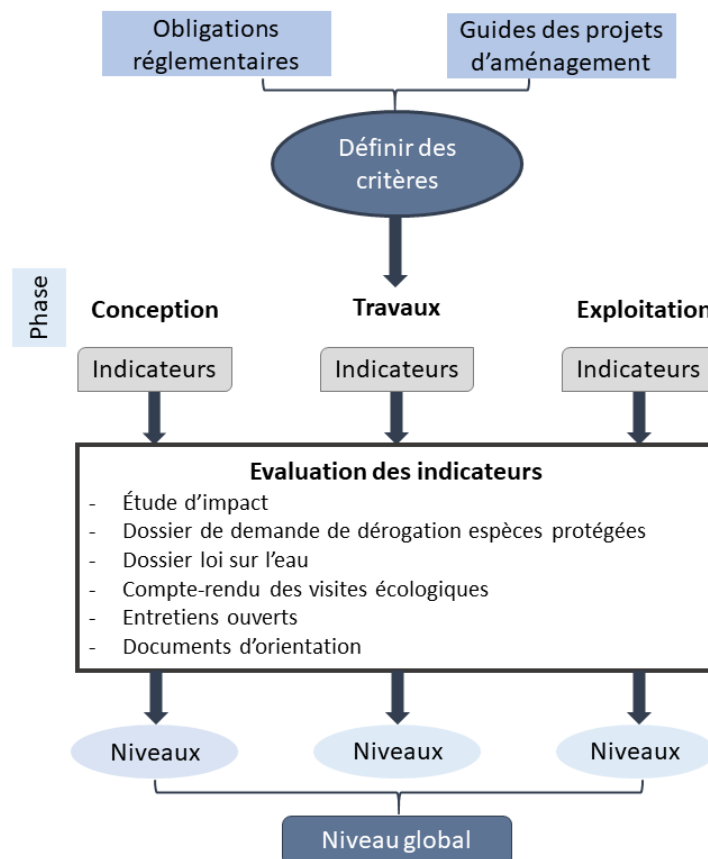 Obligations
réglementaires
Guides des projets
d'aménagement
Définir des
critères
Phase
Conception
Travaux
Exploitation
Indicateurs
Indicateurs
Indicateurs
Evaluation des indicateurs
- Étude d'impact
- Dossier de demande de dérogation espèces protégées
- Dossier loi sur l'eau
- Compte-rendu des visites écologiques
- Entretiens ouverts
- Documents d'orientation
Niveaux
Niveaux
Niveaux
Niveau global